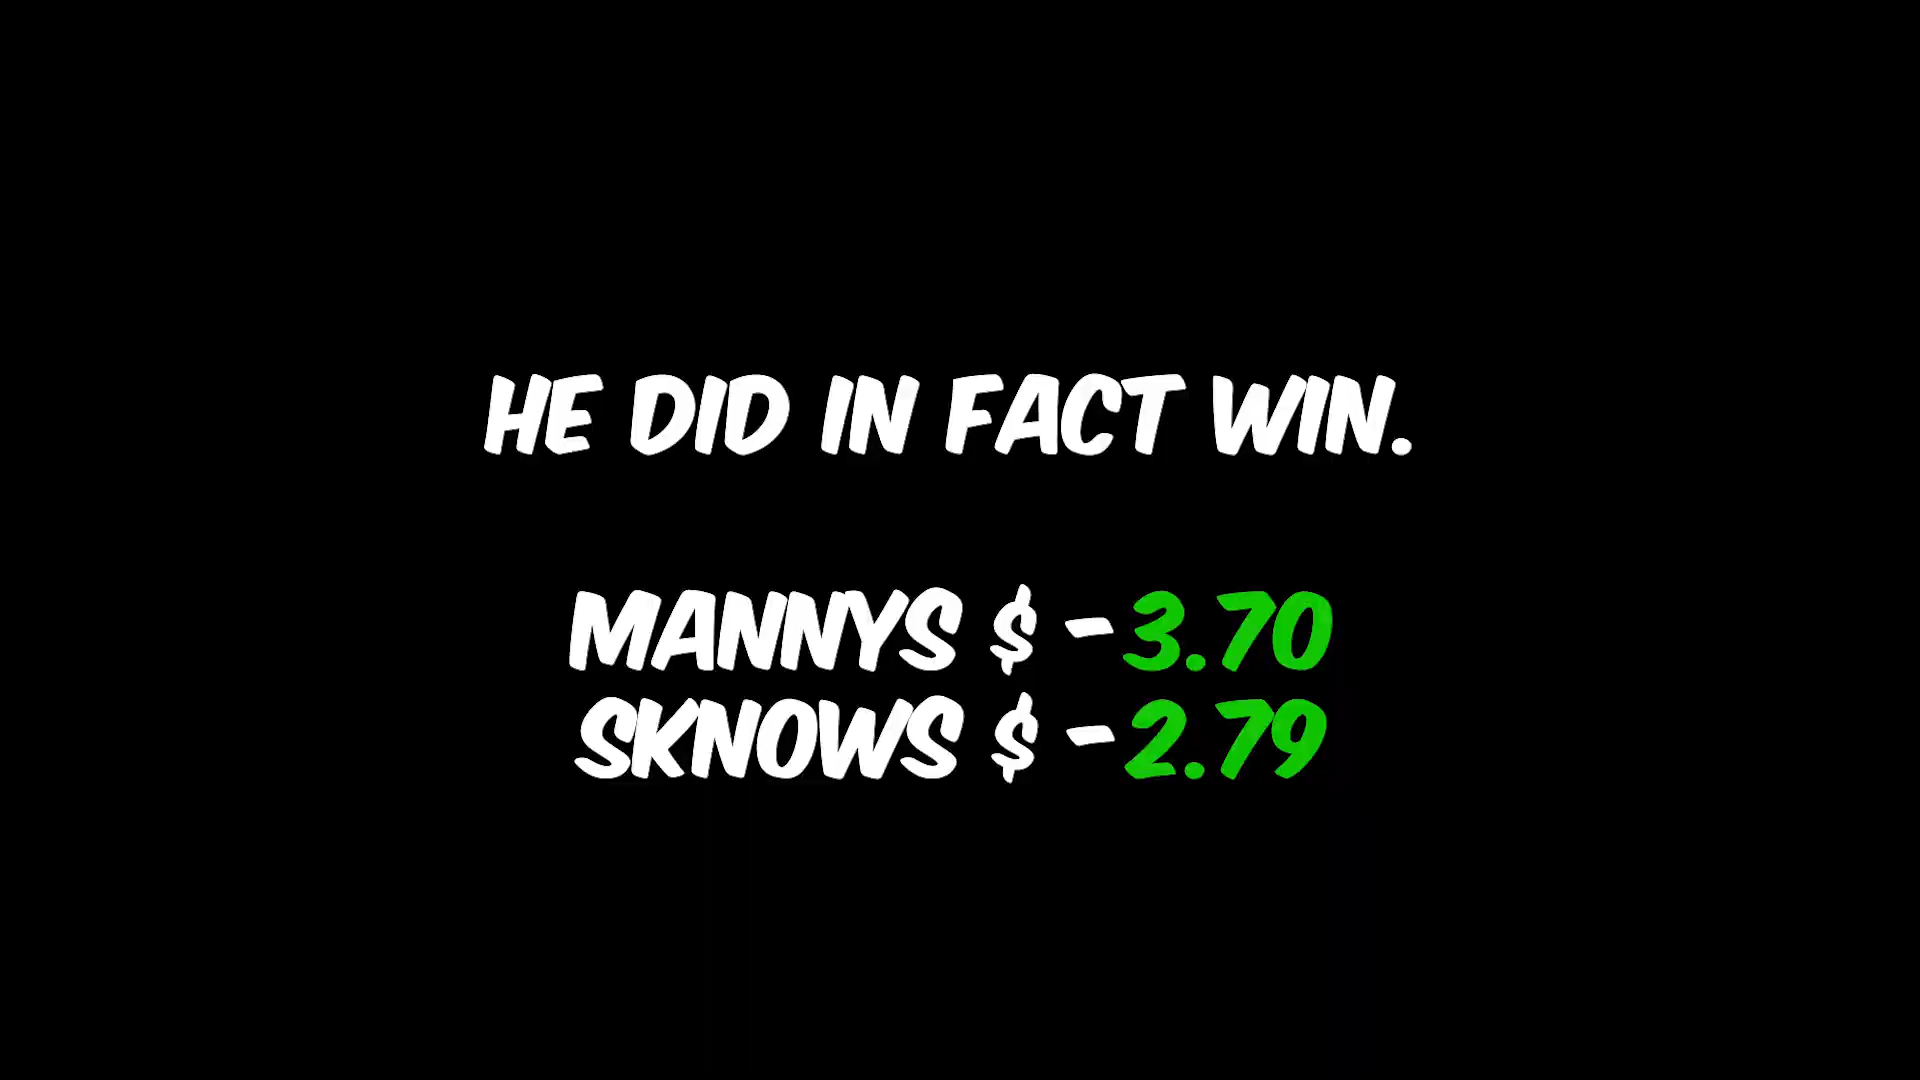 HE DID IN FACT WIN.
MANNYS $ -3.70
SKNOWS $ -2.79